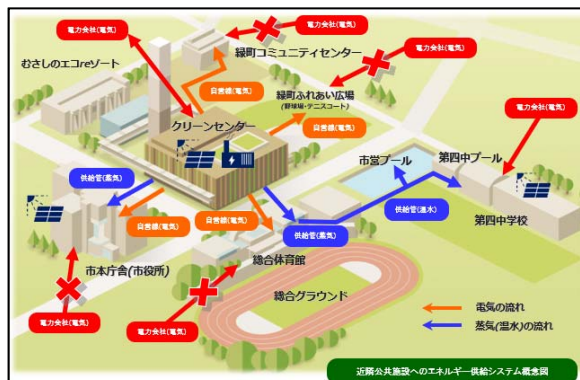 電力会社(電気)
電力会社(電気)
緑町コミュニティセンター
電力会社(電気)
むさしのエコreゾート
自営線(電気)
緑町ふれあい広場
(野球場・テニスコート)
電力会社(電気)
クリーンセンター
自営線(電気)
市営プール
第四中プール
供給管(蒸気)
供給管(温水)
自営線(電気)
自営線(電気)
供給管(蒸気)
第四中学校
市本庁舎(市役所)
総合体育館
総合グラウンド
電力会社(電気)
電力会社(電気)
電気の流れ
蒸気(温水)の流れ
近隣公共施設へのエネルギー供給システム概念図